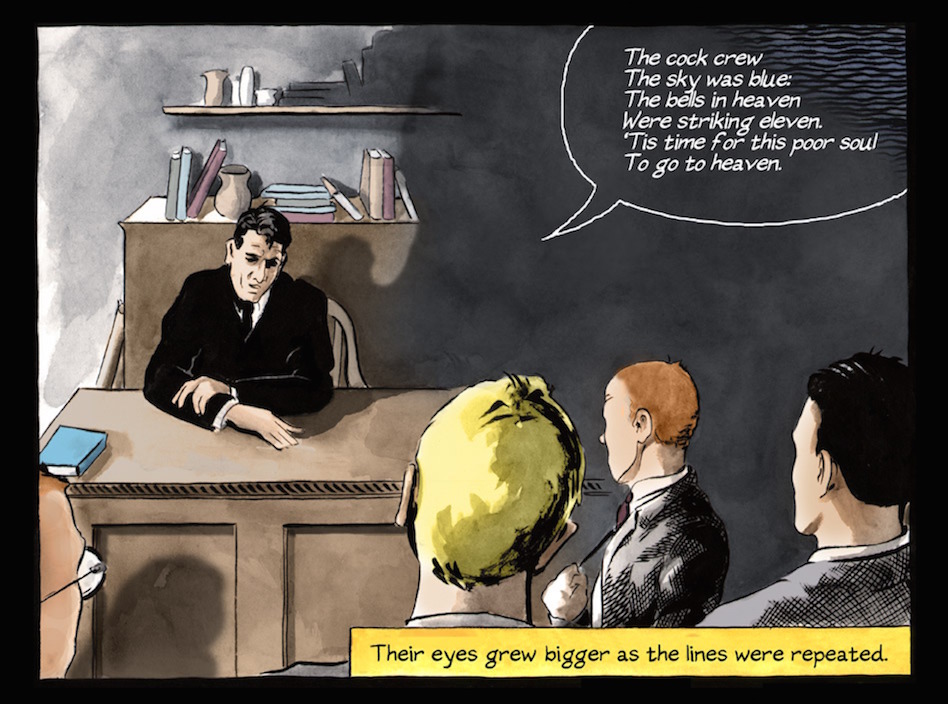 The cock crew
The sky was blue:
The bells in heaven
Were striking eleven.
'Tis time for this poor soul
To go to heaven.
Their eyes grew bigger as the lines were repeated.